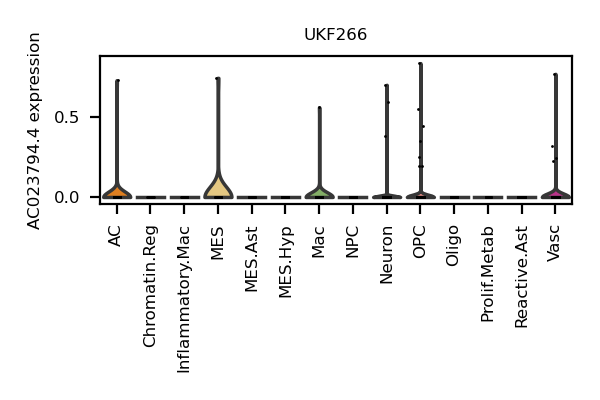 UKF266
AC023794.4 expression
0.5
0.0
AC
Chromatin.Reg
Inflammatory.Mac
MES
MES.Ast
MES.Hyp
Mac
NPC
Neuron
OPC
Oligo
Prolif.Metab
Reactive.Ast
Vasc